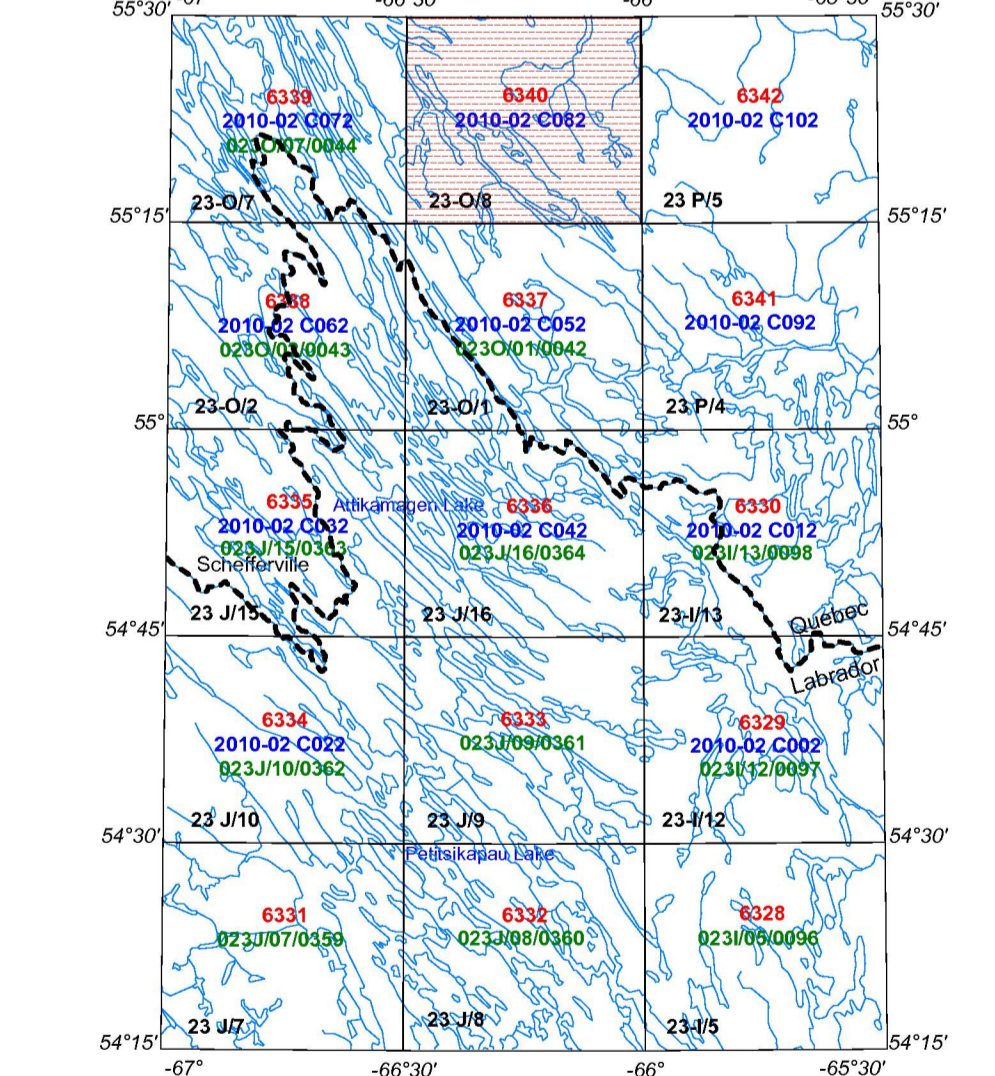 -67° -66°30' -66° -65°30'
55°30' 55°30'
6339 6340 6342
2010-02 C072 2010-02 C082 2010-02 C102
023O/07/0044
23-O/7 23-O/8 23 P/5
55°15' 55°15'
6338 6337 6341
2010-02 C062 2010-02 C052 2010-02 C092
023O/02/0043 023O/01/0042
23-O/2 23-O/1 23 P/4
55° 55°
6335 Attikamagen Lake 6336 6330
2010-02 C032 2010-02 C042 2010-02 C012
023J/15/0363 023J/16/0364 023I/13/0098
Schefferville
23 J/15 23 J/16 23-I/13
Quebec
54°45' 54°45'
Labrador
6334 6333 6329
2010-02 C022 023J/09/0361 2010-02 C002
023J/10/0362 023I/12/0097
23 J/10 23 J/9 23-I/12
54°30' 54°30'
Petitsikapau Lake
6331 6332 6328
023J/07/0359 023J/08/0360 023I/05/0096
23 J/7 23 J/8 23-I/5
54°15' 54°15'
-67° -66°30' -66° -65°30'